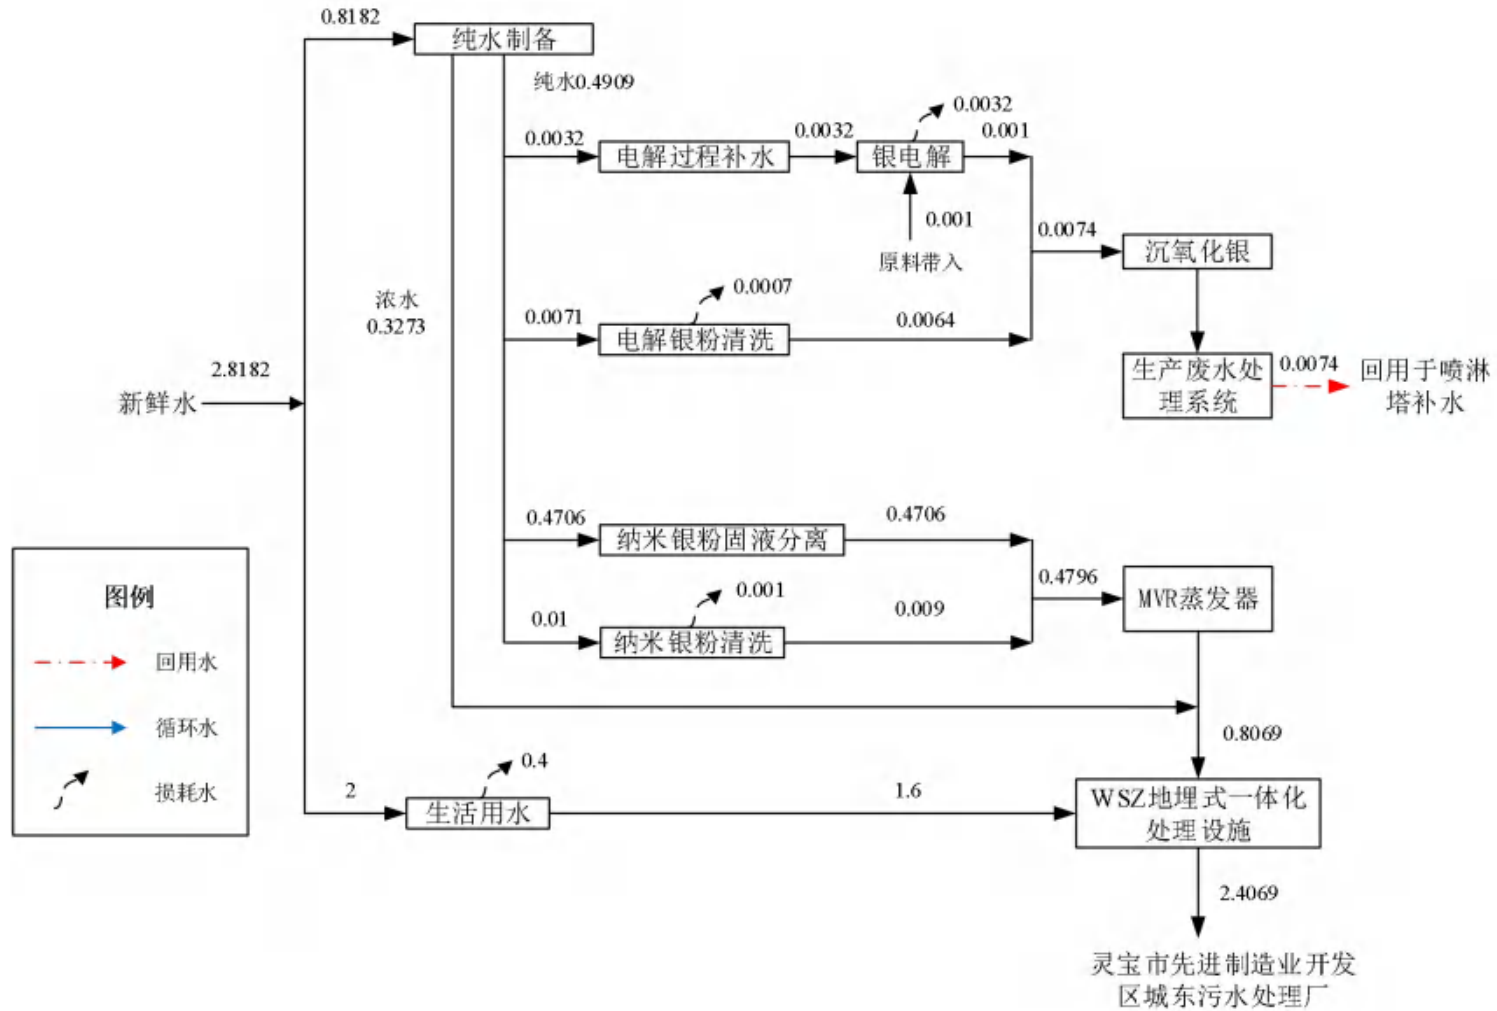 0.8182
纯水制备
纯水0.4909
0.0032
电解过程补水
0.0032
银电解
0.0032
0.001
0.001
原料带入
0.0074
沉氧化银
浓水
0.3273
0.0071
电解银粉清洗
0.0007
0.0064
2.8182
新鲜水
生产废水处
理系统
0.0074
回用于喷淋
塔补水
0.4706
纳米银粉固液分离
0.4706
0.4796
MVR蒸发器
0.01
纳米银粉清洗
0.001
0.009
图例
回用水
循环水
损耗水
0.8069
2
生活用水
0.4
1.6
WSZ地埋式一体化
处理设施
2.4069
灵宝市先进制造业开发
区城东污水处理厂